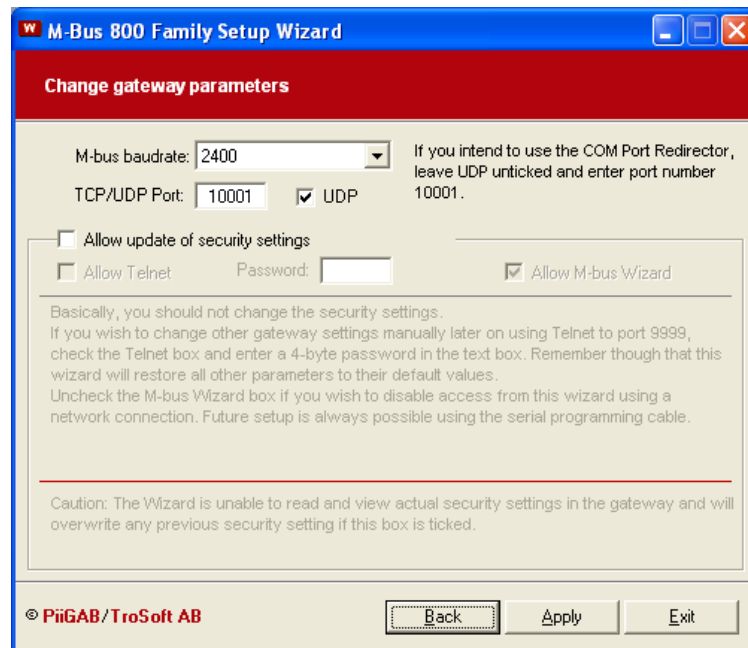 M-Bus 800 Family Setup Wizard
Change gateway parameters
M-bus baudrate: 2400
If you intend to use the COM Port Redirector,
leave UDP unticked and enter port number
10001.
TCP/UDP Port: 10001 UDP
Allow update of security settings
Allow Telnet Password: Allow M-bus Wizard
Basically, you should not change the security settings.
If you wish to change other gateway settings manually later on using Telnet to port 9999,
check the Telnet box and enter a 4-byte password in the text box. Remember though that this
wizard will restore all other parameters to their default values.
Uncheck the M-bus Wizard box if you wish to disable access from this wizard using a
network connection. Future setup is always possible using the serial programming cable.
Caution: The Wizard is unable to read and view actual security settings in the gateway and will
overwrite any previous security setting if this box is ticked.
© PiiGAB/TroSoft AB Back Apply Exit